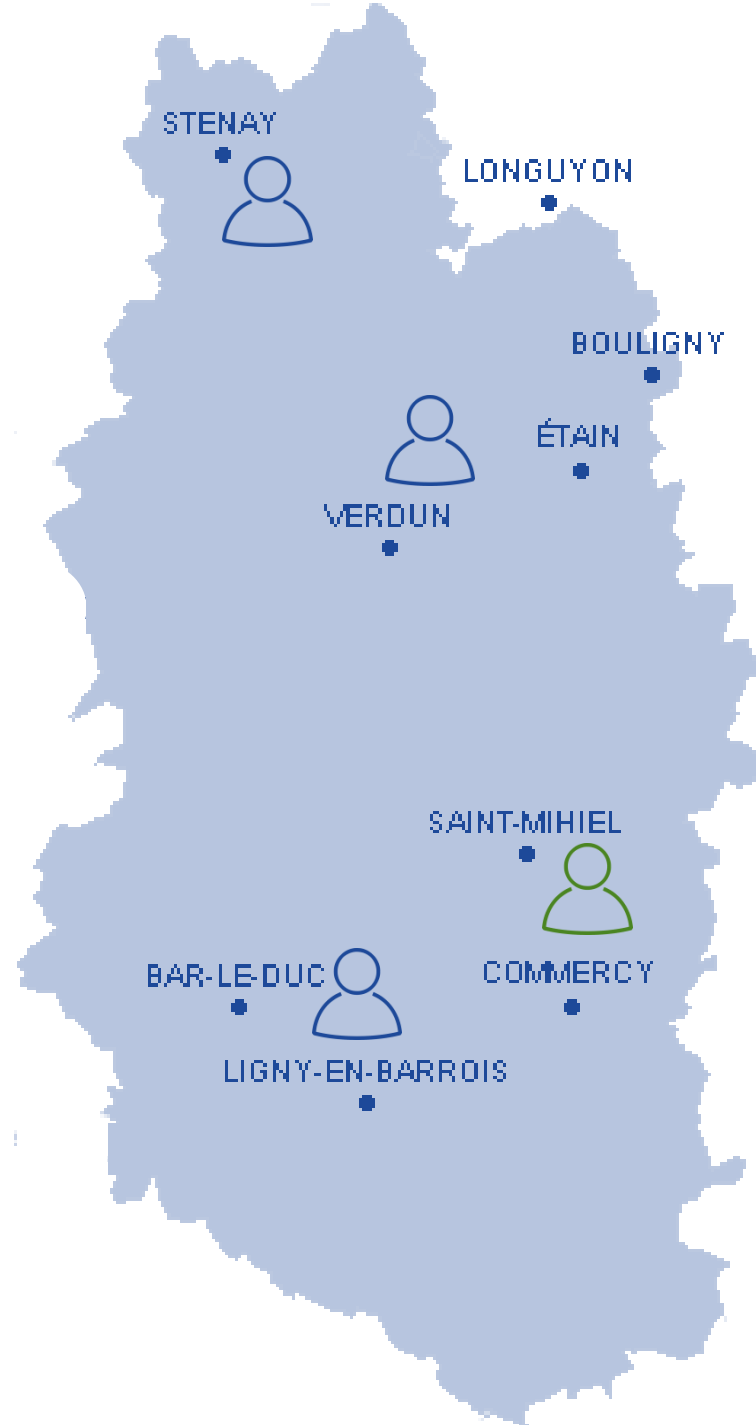 STENAY
LONGUYON
BOULIGNY
ÉTAIN
VERDUN
SAINT-MIHIEL
BAR-LE-DUC
COMMERCY
LIGNY-EN-BARROIS